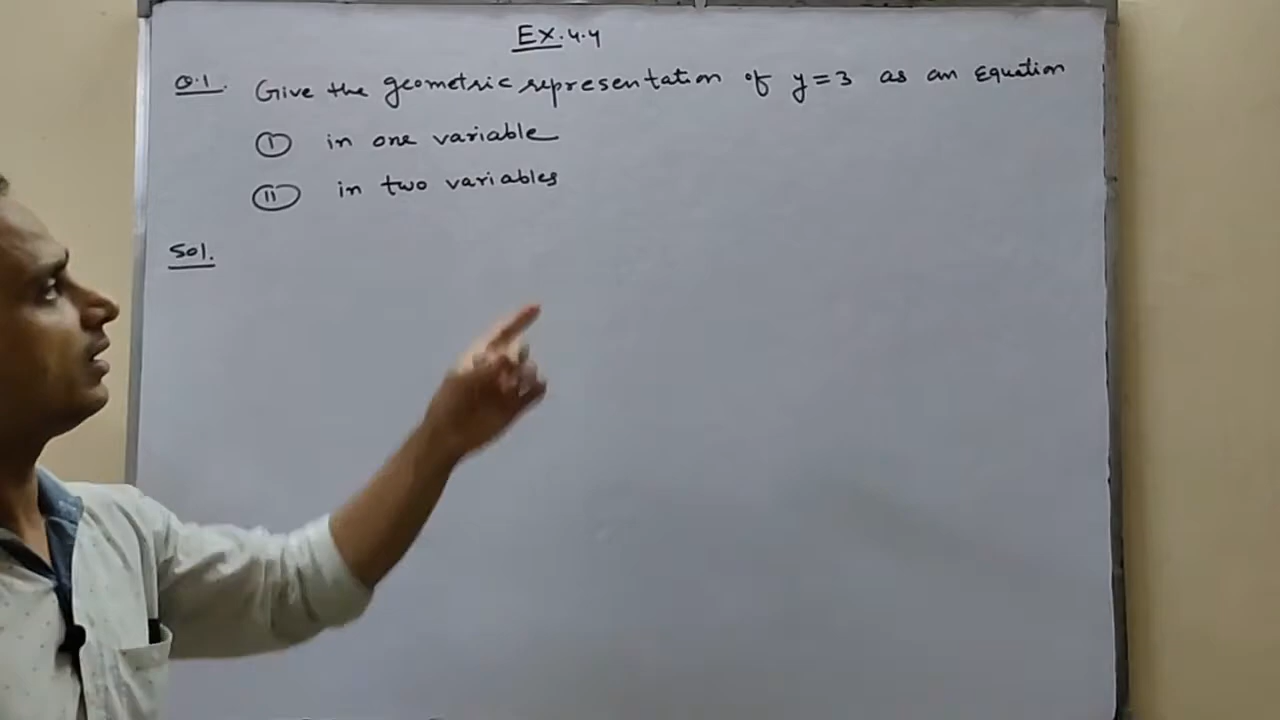 Ex.4.4
Q.1. Give the geometric representation of y=3 as an Equation
I in one variable
II in two variables
Sol.